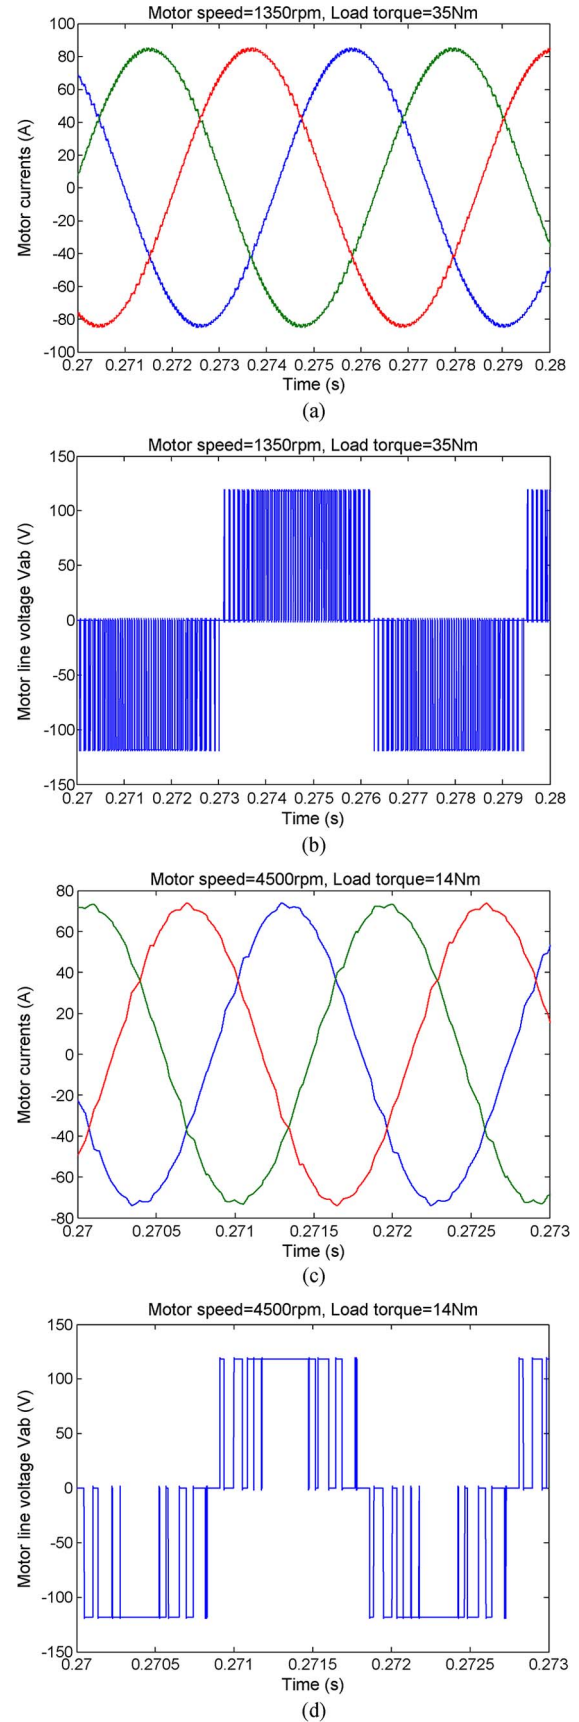 Motor speed=1350rpm, Load torque=35Nm
100
80
60
40
20
0
-20
-40
-60
-80
-100
Motor currents (A)
0.27 0.271 0.272 0.273 0.274 0.275 0.276 0.277 0.278 0.279 0.28
Time (s)
(a)
Motor speed=1350rpm, Load torque=35Nm
150
100
50
0
-50
-100
-150
Motor line voltage Vab (V)
0.27 0.271 0.272 0.273 0.274 0.275 0.276 0.277 0.278 0.279 0.28
Time (s)
(b)
Motor speed=4500rpm, Load torque=14Nm
80
60
40
20
0
-20
-40
-60
-80
Motor currents (A)
0.27 0.2705 0.271 0.2715 0.272 0.2725 0.273
Time (s)
(c)
Motor speed=4500rpm, Load torque=14Nm
150
100
50
0
-50
-100
-150
Motor line voltage Vab (V)
0.27 0.2705 0.271 0.2715 0.272 0.2725 0.273
Time (s)
(d)